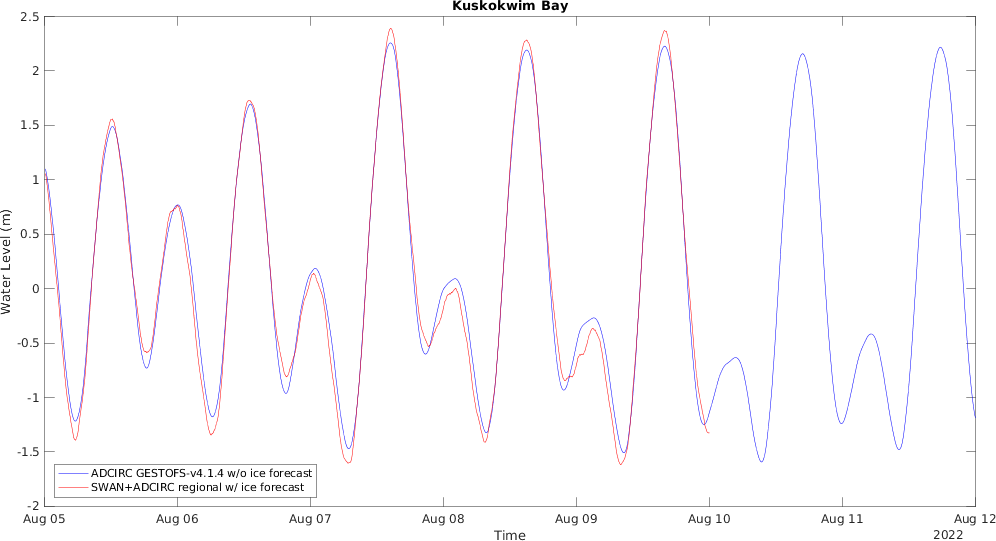 Kuskokwim Bay
2.5
2
1.5
1
0.5
0
-0.5
-1
-1.5
-2
Water Level (m)
ADCIRC GESTOFS-v4.1.4 w/o ice forecast
SWAN+ADCIRC regional w/ ice forecast
Aug 05 Aug 06 Aug 07 Aug 08 Aug 09 Aug 10 Aug 11 Aug 12
Time
2022